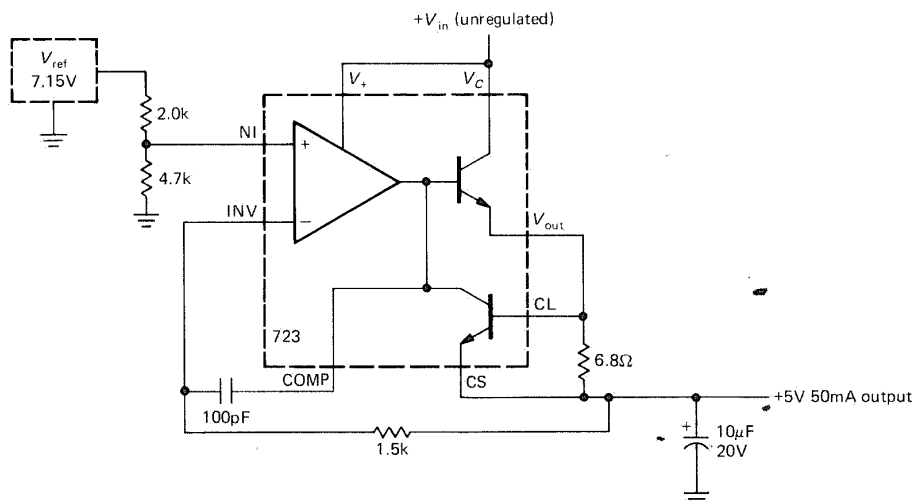 +V_in (unregulated)
V_ref
7.15V
V_+
V_C
2.0k
NI
+
4.7k
INV
−
V_out
CL
723
6.8Ω
COMP
CS
+5V 50mA output
100pF
+
10μF
20V
1.5k